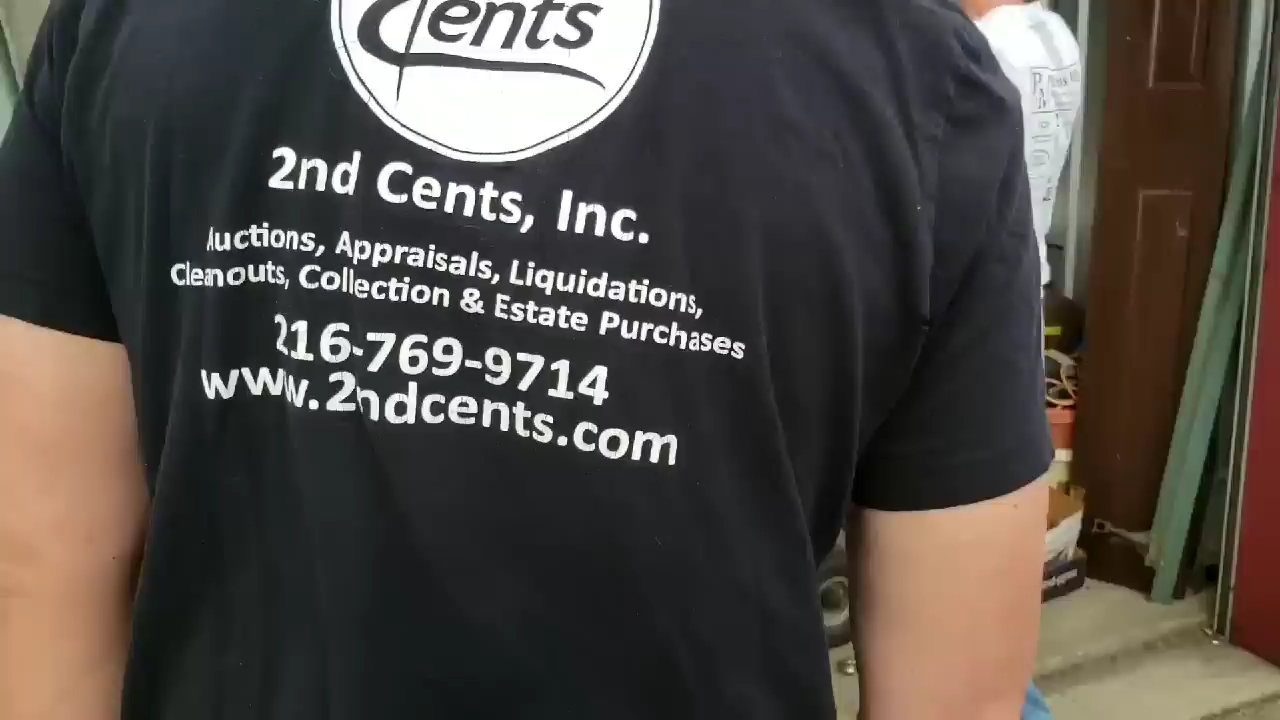 Cents
2nd Cents, Inc.
Auctions, Appraisals, Liquidations,
Cleanouts, Collection & Estate Purchases
216-769-9714
www.2ndcents.com